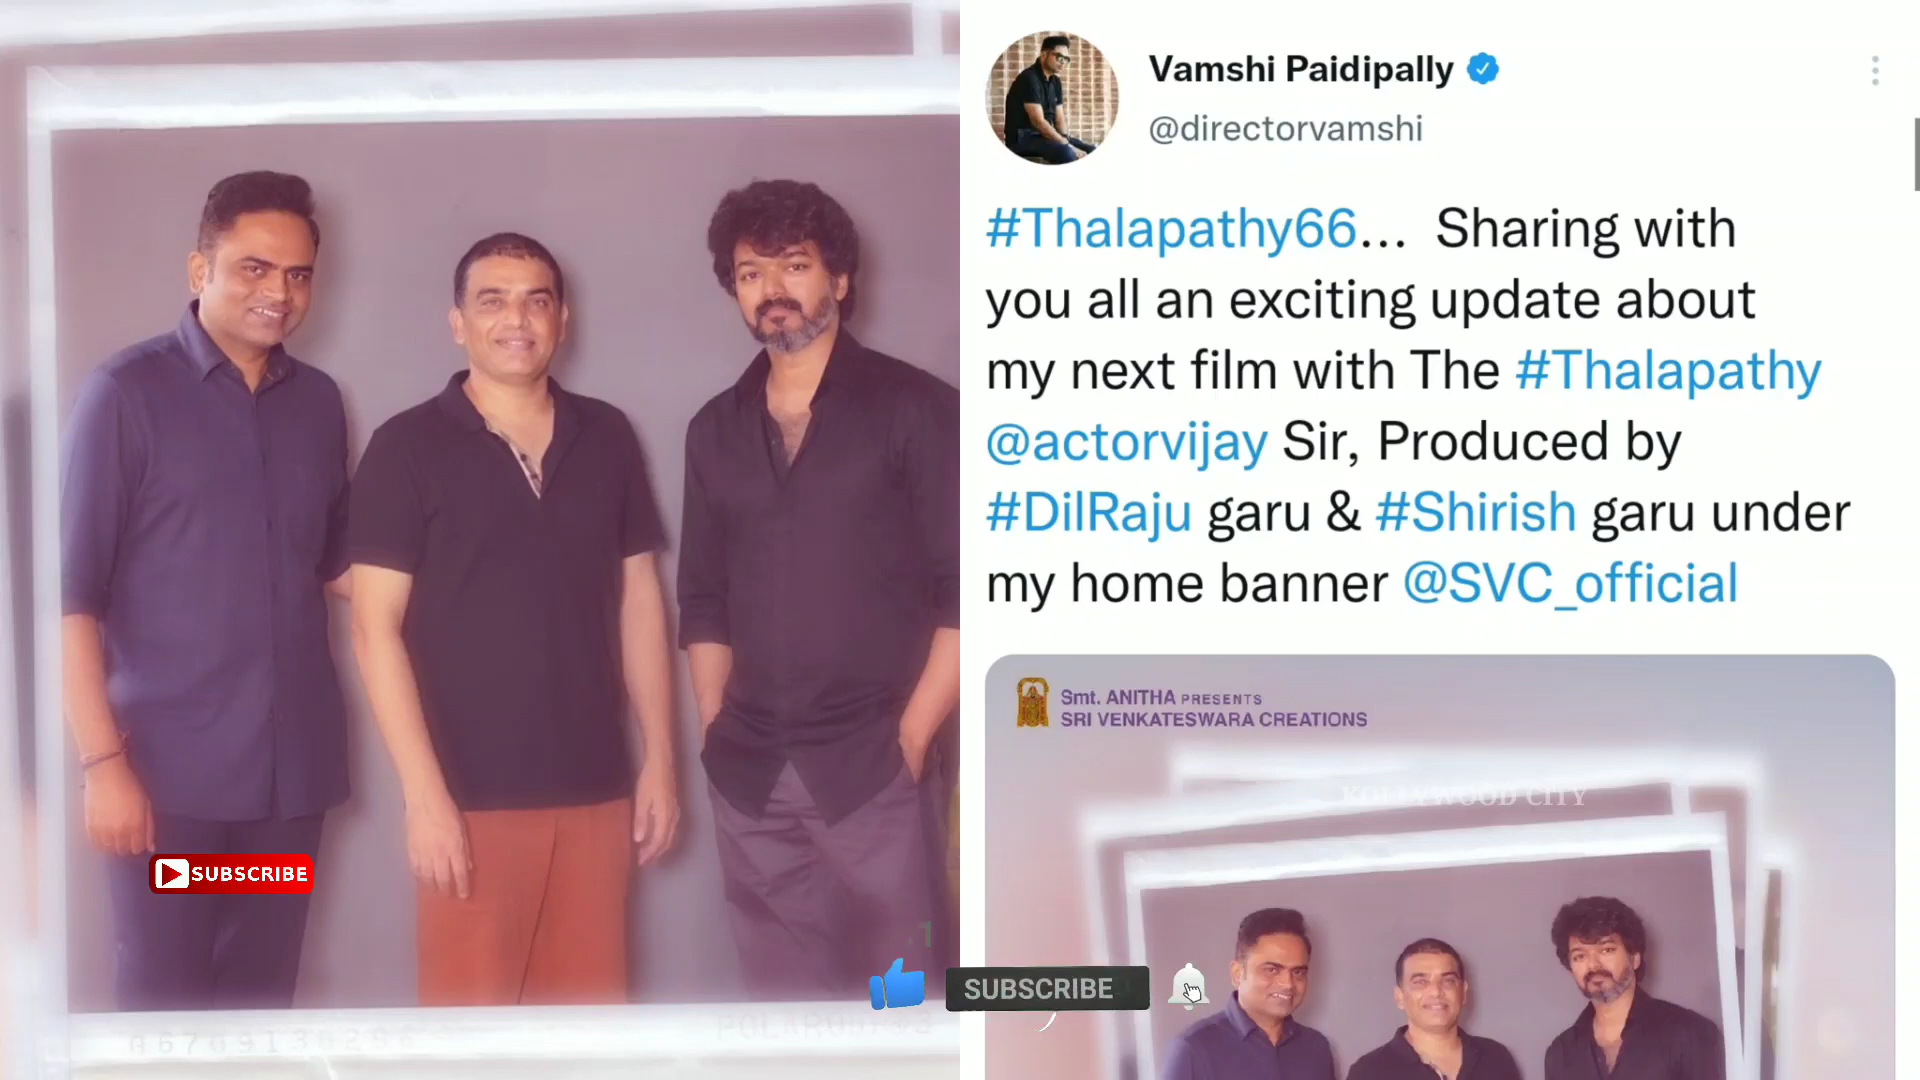 Vamshi Paidipally
@directorvamshi
#Thalapathy66... Sharing with
you all an exciting update about
my next film with The #Thalapathy
@actorvijay Sir, Produced by
#DilRaju garu & #Shirish garu under
my home banner @SVC_official
Smt. ANITHA PRESENTS
SRI VENKATESWARA CREATIONS
KOLLYWOOD CITY
SUBSCRIBE
SUBSCRIBE